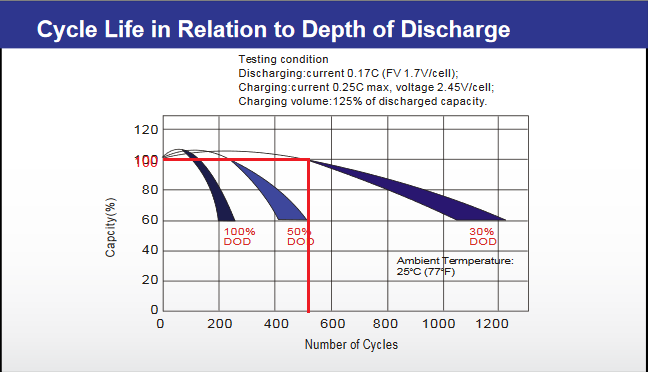 Cycle Life in Relation to Depth of Discharge
Testing condition
Discharging:current 0.17C (FV 1.7V/cell);
Charging:current 0.25C max, voltage 2.45V/cell;
Charging volume:125% of discharged capacity.
120
100
100
80
60
40
20
0
Capcity(%)
100%
DOD
50%
DOD
30%
DOD
Ambient Termperature:
25°C (77°F)
0 200 400 600 800 1000 1200
Number of Cycles